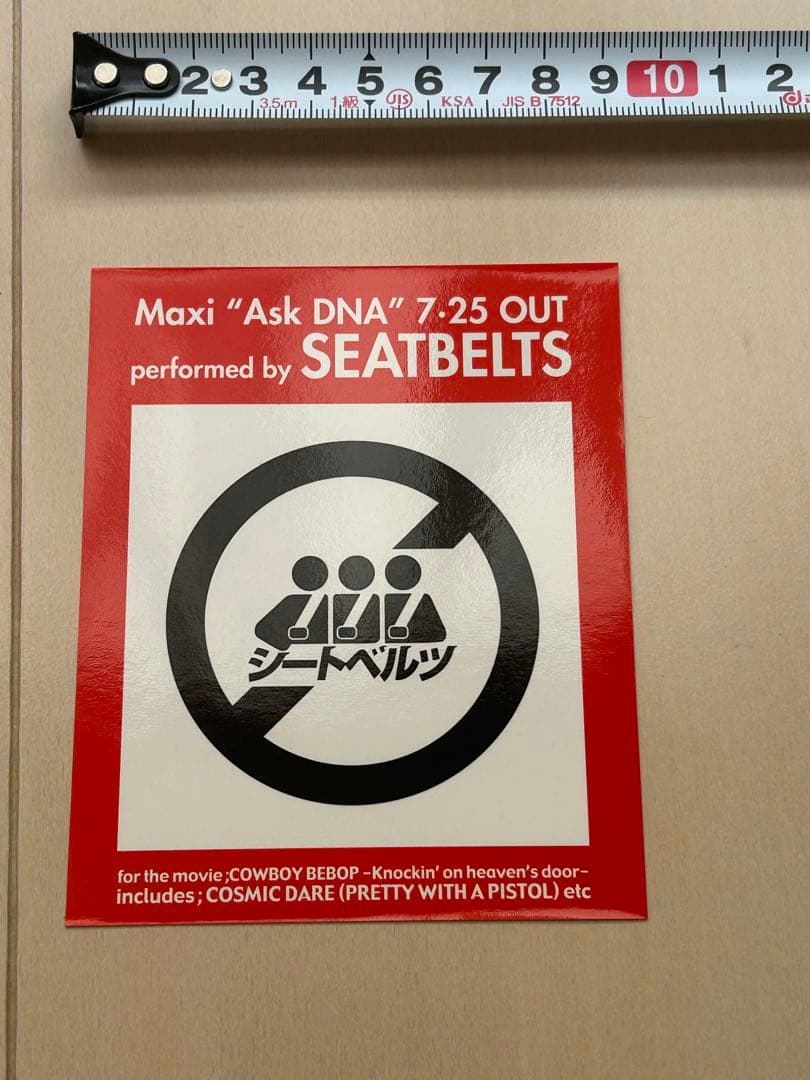 2 3 4 5 6 7 8 9 10 1 2
3.5m 1級 JIS KSA JIS B 7512
Maxi “Ask DNA” 7·25 OUT
performed by SEATBELTS
シートベルツ
for the movie ;COWBOY BEBOP –Knockin’ on heaven’s door–
includes ; COSMIC DARE (PRETTY WITH A PISTOL) etc